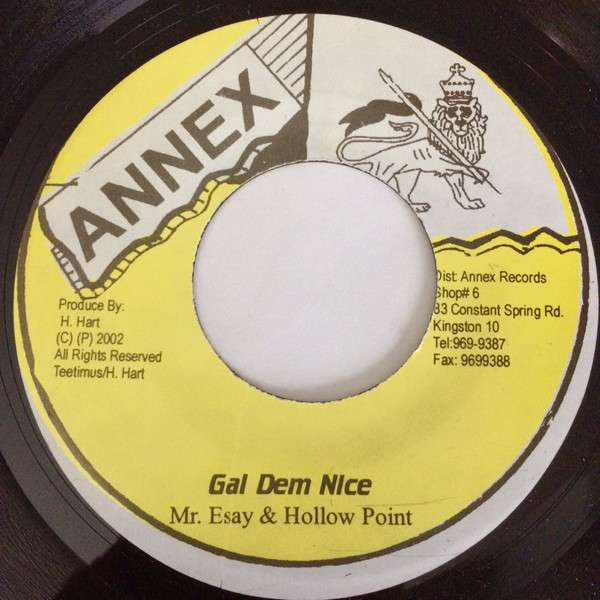 ANNEX
Produce By:
H. Hart
(C) (P) 2002
All Rights Reserved
Teetimus/H. Hart
Dist: Annex Records
Shop# 6
33 Constant Spring Rd.
Kingston 10
Tel:969-9387
Fax: 9699388
Gal Dem Nice
Mr. Esay & Hollow Point